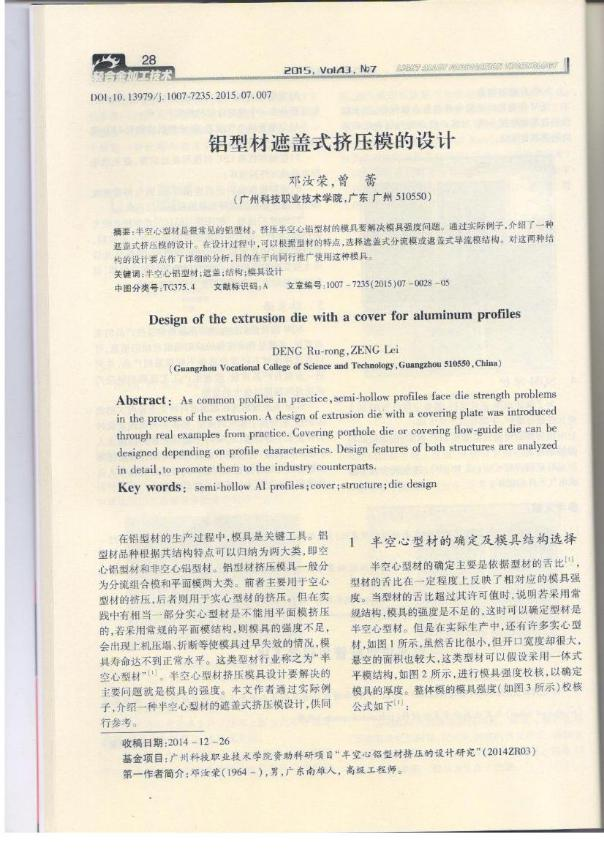 28
轻合金加工技术
2015, Vol.43, №7
LIGHT ALLOY FABRICATION TECHNOLOGY
DOI:10.13979/j.1007-7235.2015.07.007
铝型材遮盖式挤压模的设计
邓汝荣,曾 蕾
(广州科技职业技术学院,广东 广州 510550)
摘要:半空心型材是很常见的铝型材。挤压半空心铝型材的模具要解决模具强度问题。通过实际例子,介绍了一种
遮盖式挤压模的设计。在设计过程中,可以根据型材的特点,选择遮盖式分流模或遮盖式导流模结构。对这两种结
构的设计要点作了详细的分析,目的在于向同行推广使用这种模具。
关键词:半空心铝型材;遮盖;结构;模具设计
中图分类号:TG375.4 文献标识码:A 文章编号:1007-7235(2015)07-0028-05
Design of the extrusion die with a cover for aluminum profiles
DENG Ru-rong,ZENG Lei
(Guangzhou Vocational College of Science and Technology,Guangzhou 510550,China)
Abstract: As common profiles in practice,semi-hollow profiles face die strength problems
in the process of the extrusion. A design of extrusion die with a covering plate was introduced
through real examples from practice. Covering porthole die or covering flow-guide die can be
designed depending on profile characteristics. Design features of both structures are analyzed
in detail,to promote them to the industry counterparts.
Key words: semi-hollow Al profiles;cover;structure;die design
在铝型材的生产过程中,模具是关键工具。铝
型材品种根据其结构特点可以归纳为两大类,即空
心铝型材和非空心铝型材。铝型材挤压模具一般分
为分流组合模和平面模两大类。前者主要用于空心
型材的挤压,后者则用于实心型材的挤压。但在实
践中有相当一部分实心型材是不能用平面模挤压
的,若采用常规的平面模结构,则模具的强度不足,
会出现上机压塌、折断等使模具过早失效的情况,模
具寿命达不到正常水平。这类型材行业称之为“半
空心型材”[1]。半空心型材挤压模具设计要解决的
主要问题就是模具的强度。本文作者通过实际例
子,介绍一种半空心型材的遮盖式挤压模设计,供同
行参考。
1 半空心型材的确定及模具结构选择
半空心型材的确定主要是依据型材的舌比[1],
型材的舌比在一定程度上反映了相对应的模具强
度。当型材的舌比超过其许可值时,说明若采用常
规结构,模具的强度是不足的,这时可以确定型材是
半空心型材。但是在实际生产中,还有许多实心型
材,如图1所示,虽然舌比很小,但开口宽度却很大,
悬空的面积也较大,这类型材可以假设采用一体式
平模结构,如图2所示,进行模具强度校核,以确定
模具的厚度。整体模的模具强度(如图3所示)校核
公式如下[1]:
收稿日期:2014-12-26
基金项目:广州科技职业技术学院资助科研项目“半空心铝型材挤压的设计研究”(2014ZR03)
第一作者简介:邓汝荣(1964-),男,广东南雄人,高级工程师。